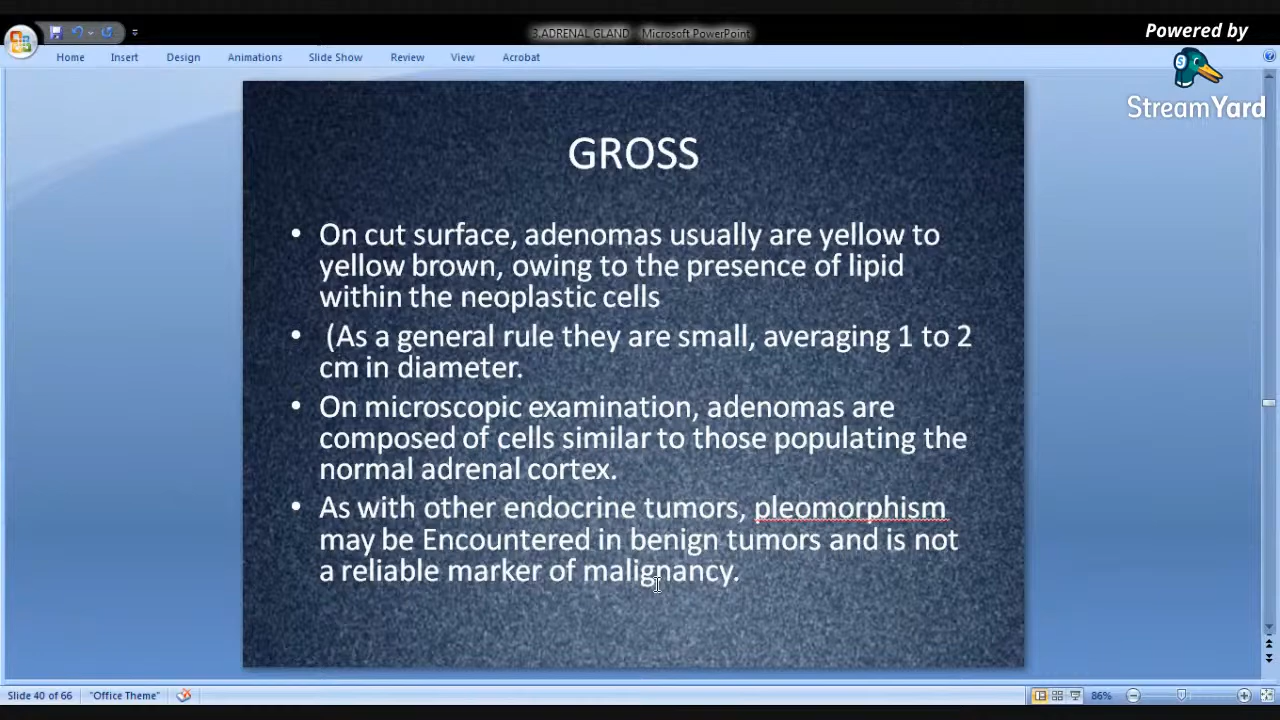 3.ADRENAL GLAND - Microsoft PowerPoint
Powered by
Home Insert Design Animations Slide Show Review View Acrobat
StreamYard
GROSS
• On cut surface, adenomas usually are yellow to
yellow brown, owing to the presence of lipid
within the neoplastic cells
• (As a general rule they are small, averaging 1 to 2
cm in diameter.
• On microscopic examination, adenomas are
composed of cells similar to those populating the
normal adrenal cortex.
• As with other endocrine tumors, pleomorphism
may be Encountered in benign tumors and is not
a reliable marker of malignancy.
Slide 40 of 66 "Office Theme" 86%